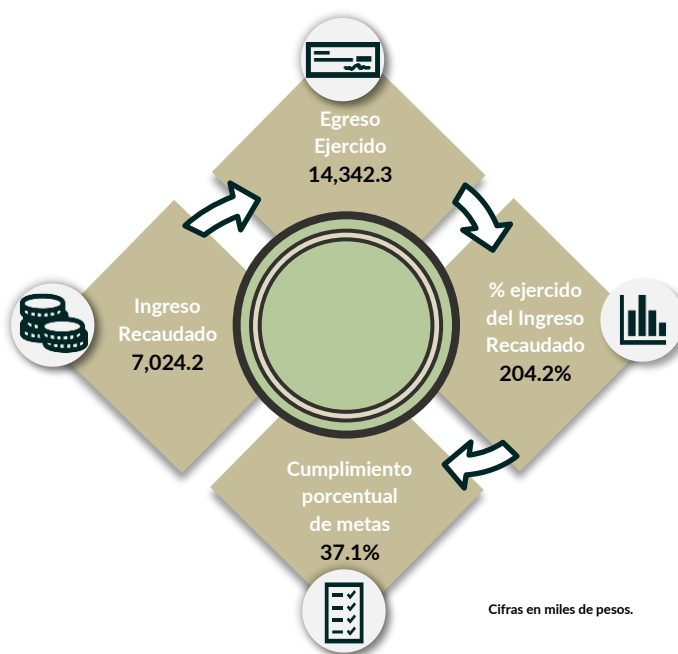 Egreso
Ejercido
14,342.3
Ingreso
Recaudado
7,024.2
% ejercido
del Ingreso
Recaudado
204.2%
Cumplimiento
porcentual
de metas
37.1%
Cifras en miles de pesos.